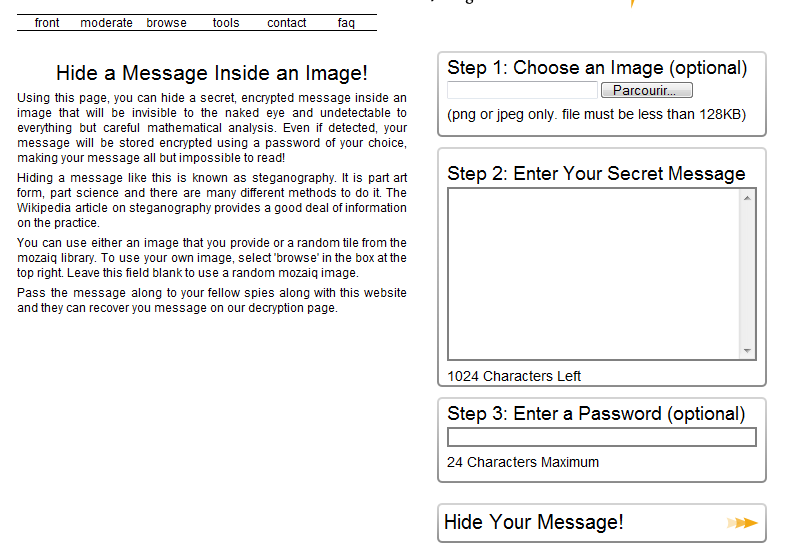 front moderate browse tools contact faq
Hide a Message Inside an Image!
Using this page, you can hide a secret, encrypted message inside an
image that will be invisible to the naked eye and undetectable to
everything but careful mathematical analysis. Even if detected, your
message will be stored encrypted using a password of your choice,
making your message all but impossible to read!
Hiding a message like this is known as steganography. It is part art
form, part science and there are many different methods to do it. The
Wikipedia article on steganography provides a good deal of information
on the practice.
You can use either an image that you provide or a random tile from the
mozaiq library. To use your own image, select 'browse' in the box at the
top right. Leave this field blank to use a random mozaiq image.
Pass the message along to your fellow spies along with this website
and they can recover you message on our decryption page.
Step 1: Choose an Image (optional)
Parcourir...
(png or jpeg only. file must be less than 128KB)
Step 2: Enter Your Secret Message
1024 Characters Left
Step 3: Enter a Password (optional)
24 Characters Maximum
Hide Your Message!